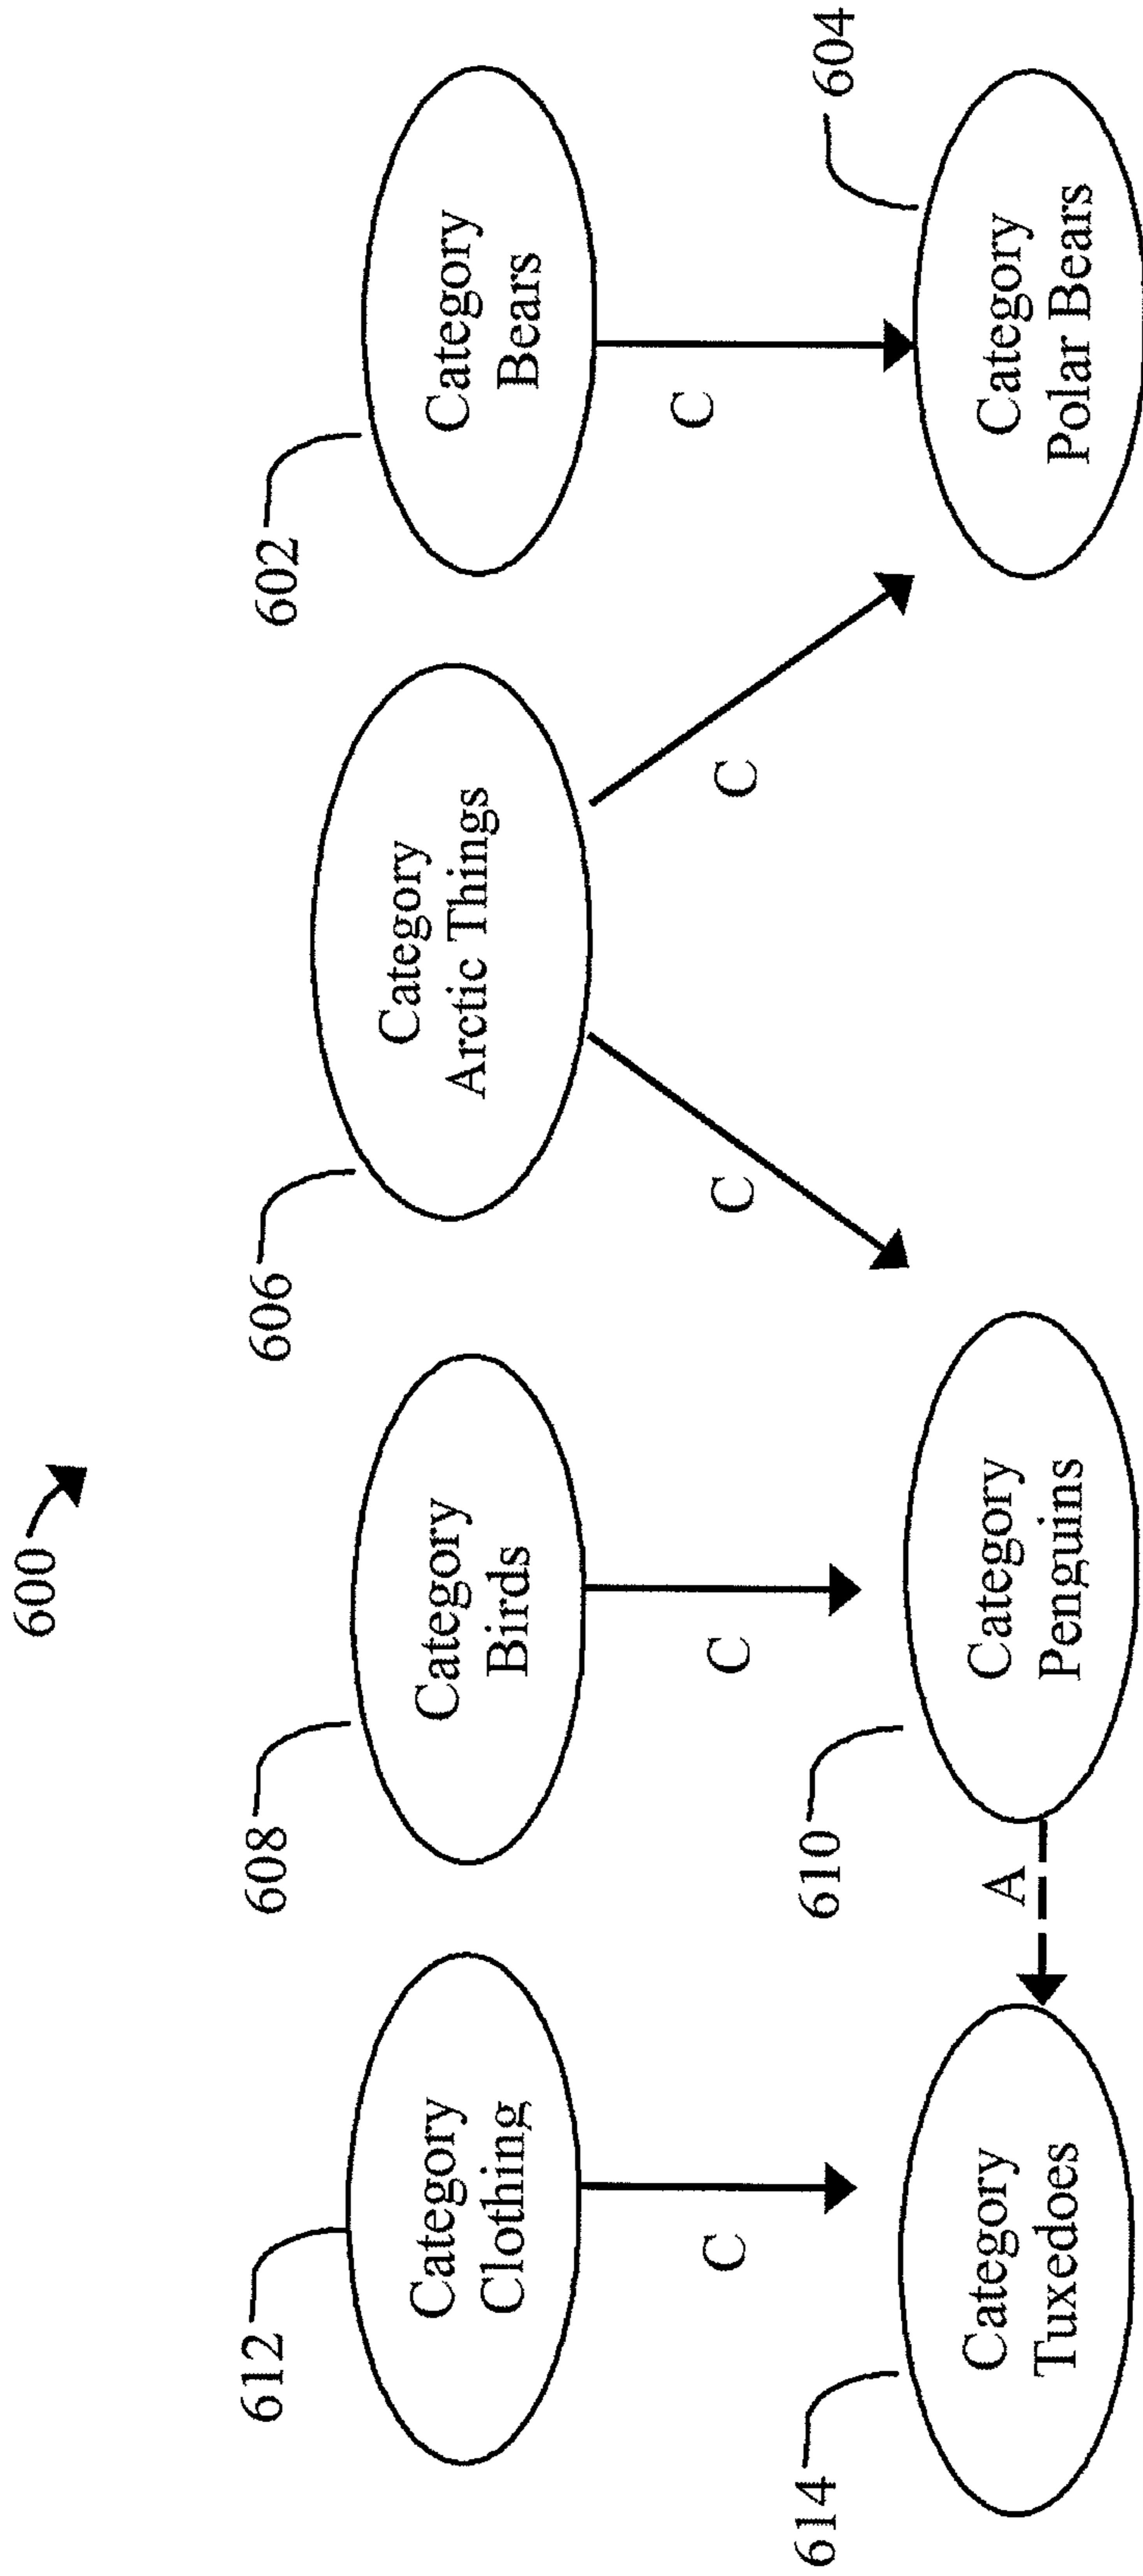 600
612
608
606
602
Category
Clothing
Category
Birds
Category
Arctic Things
Category
Bears
C
C
C
C
C
614
610
604
Category
Tuxedoes
A
Category
Penguins
Category
Polar Bears